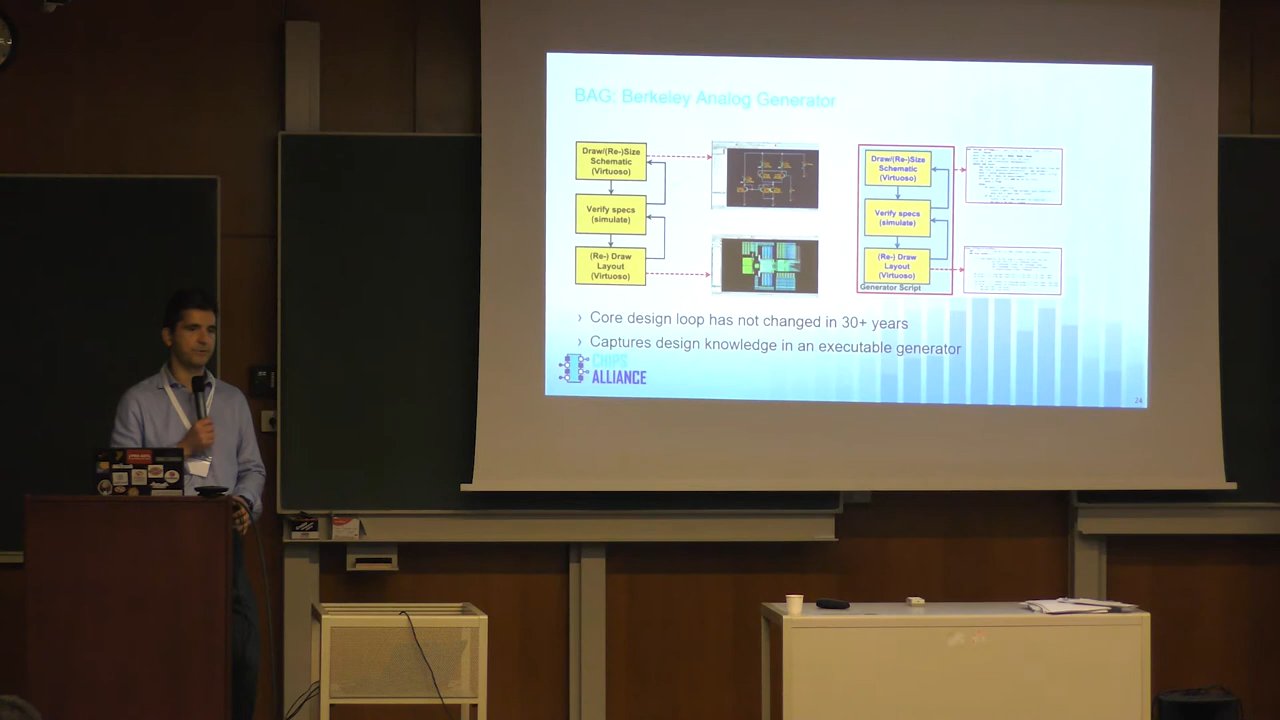 BAG: Berkeley Analog Generator
Draw/(Re-)Size
Schematic
(Virtuoso)
Verify specs
(simulate)
(Re-) Draw
Layout
(Virtuoso)
Draw/(Re-)Size
Schematic
(Virtuoso)
Verify specs
(simulate)
(Re-) Draw
Layout
(Virtuoso)
Generator Script
› Core design loop has not changed in 30+ years
› Captures design knowledge in an executable generator
CHIPS
ALLIANCE
24